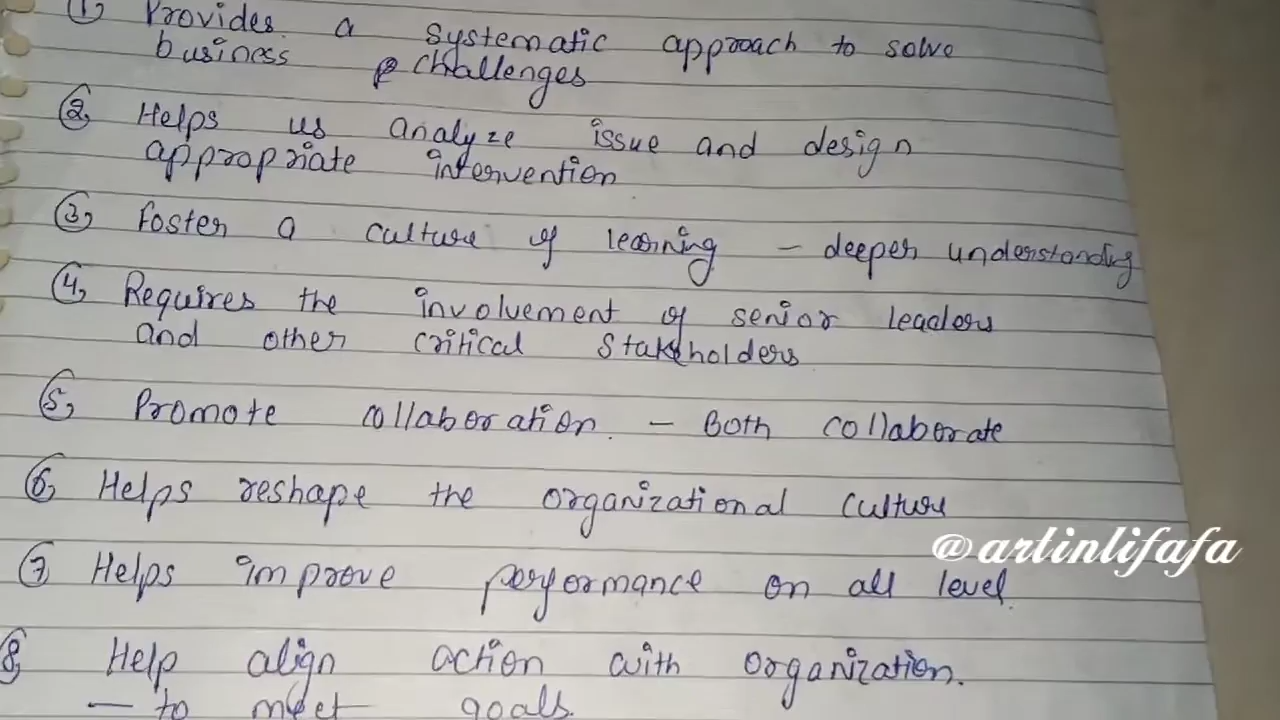 ① Provides a systematic approach to solve
business challenges
② Helps us analyze issue and design
appropriate intervention
③ Foster a culture of learning – deeper understanding
④ Requires the involvement of senior leaders
and other critical stakeholders
⑤ Promote collaboration. – Both collaborate
⑥ Helps reshape the organizational culture
@artinlifafa
⑦ Helps improve performance on all level.
⑧ Help align action with organization.
— to meet goals.